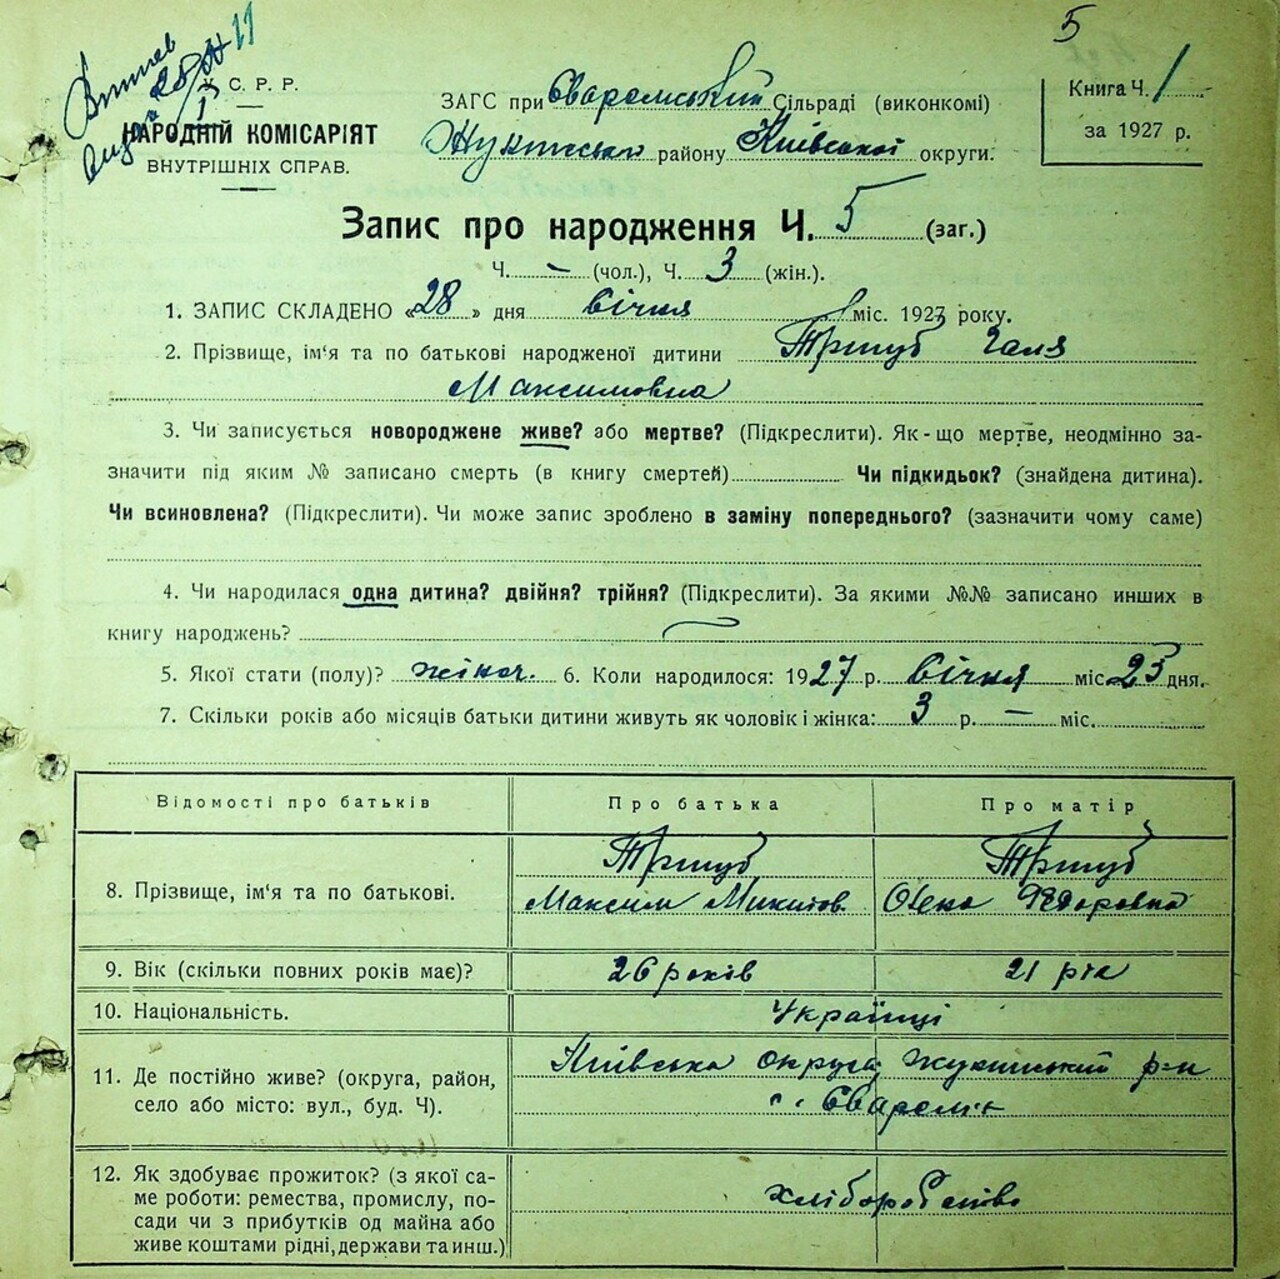 5
У. С. Р. Р.
НАРОДНІЙ КОМІСАРІЯТ
ВНУТРІШНІХ СПРАВ.
ЗАГС при Сваремській Сільраді (виконкомі)
району Київської округи.
Книга Ч. 1
за 1927 р.
Запис про народження Ч. 5 (заг.)
Ч. — (чол.), Ч. 3 (жін.).
1. ЗАПИС СКЛАДЕНО «28» дня Січня міс. 1927 року.
2. Прізвище, ім'я та по батькові народженої дитини Тригуб Галя
Максимовна
3. Чи записується новороджене живе? або мертве? (Підкреслити). Як-що мертве, неодмінно за-
значити під яким № записано смерть (в книгу смертей) Чи підкидьок? (знайдена дитина).
Чи всиновлена? (Підкреслити). Чи може запис зроблено в заміну попереднього? (зазначити чому саме)
4. Чи народилася одна дитина? двійня? трійня? (Підкреслити). За якими №№ записано инших в
книгу народжень?
5. Якої стати (полу)? жіноч. 6. Коли народилося: 1927 р. Січня міс. 23 дня.
7. Скільки років або місяців батьки дитини живуть як чоловік і жінка: 3 р. — міс.
Відомості про батьків Про батька Про матір
8. Прізвище, ім'я та по батькові. Тригуб Максим Микитов. Тригуб Олена Федоровна
9. Вік (скільки повних років має)? 26 років 21 рік
10. Національність. Українці
11. Де постійно живе? (округа, район,
село або місто: вул., буд. Ч). Київська округа, Жукинський р-н
с. Сваремʼє
12. Як здобуває прожиток? (з якої са-
ме роботи: ремества, промислу, по-
сади чи з прибутків од майна або
живе коштами рідні, держави та инш.) хліборобство